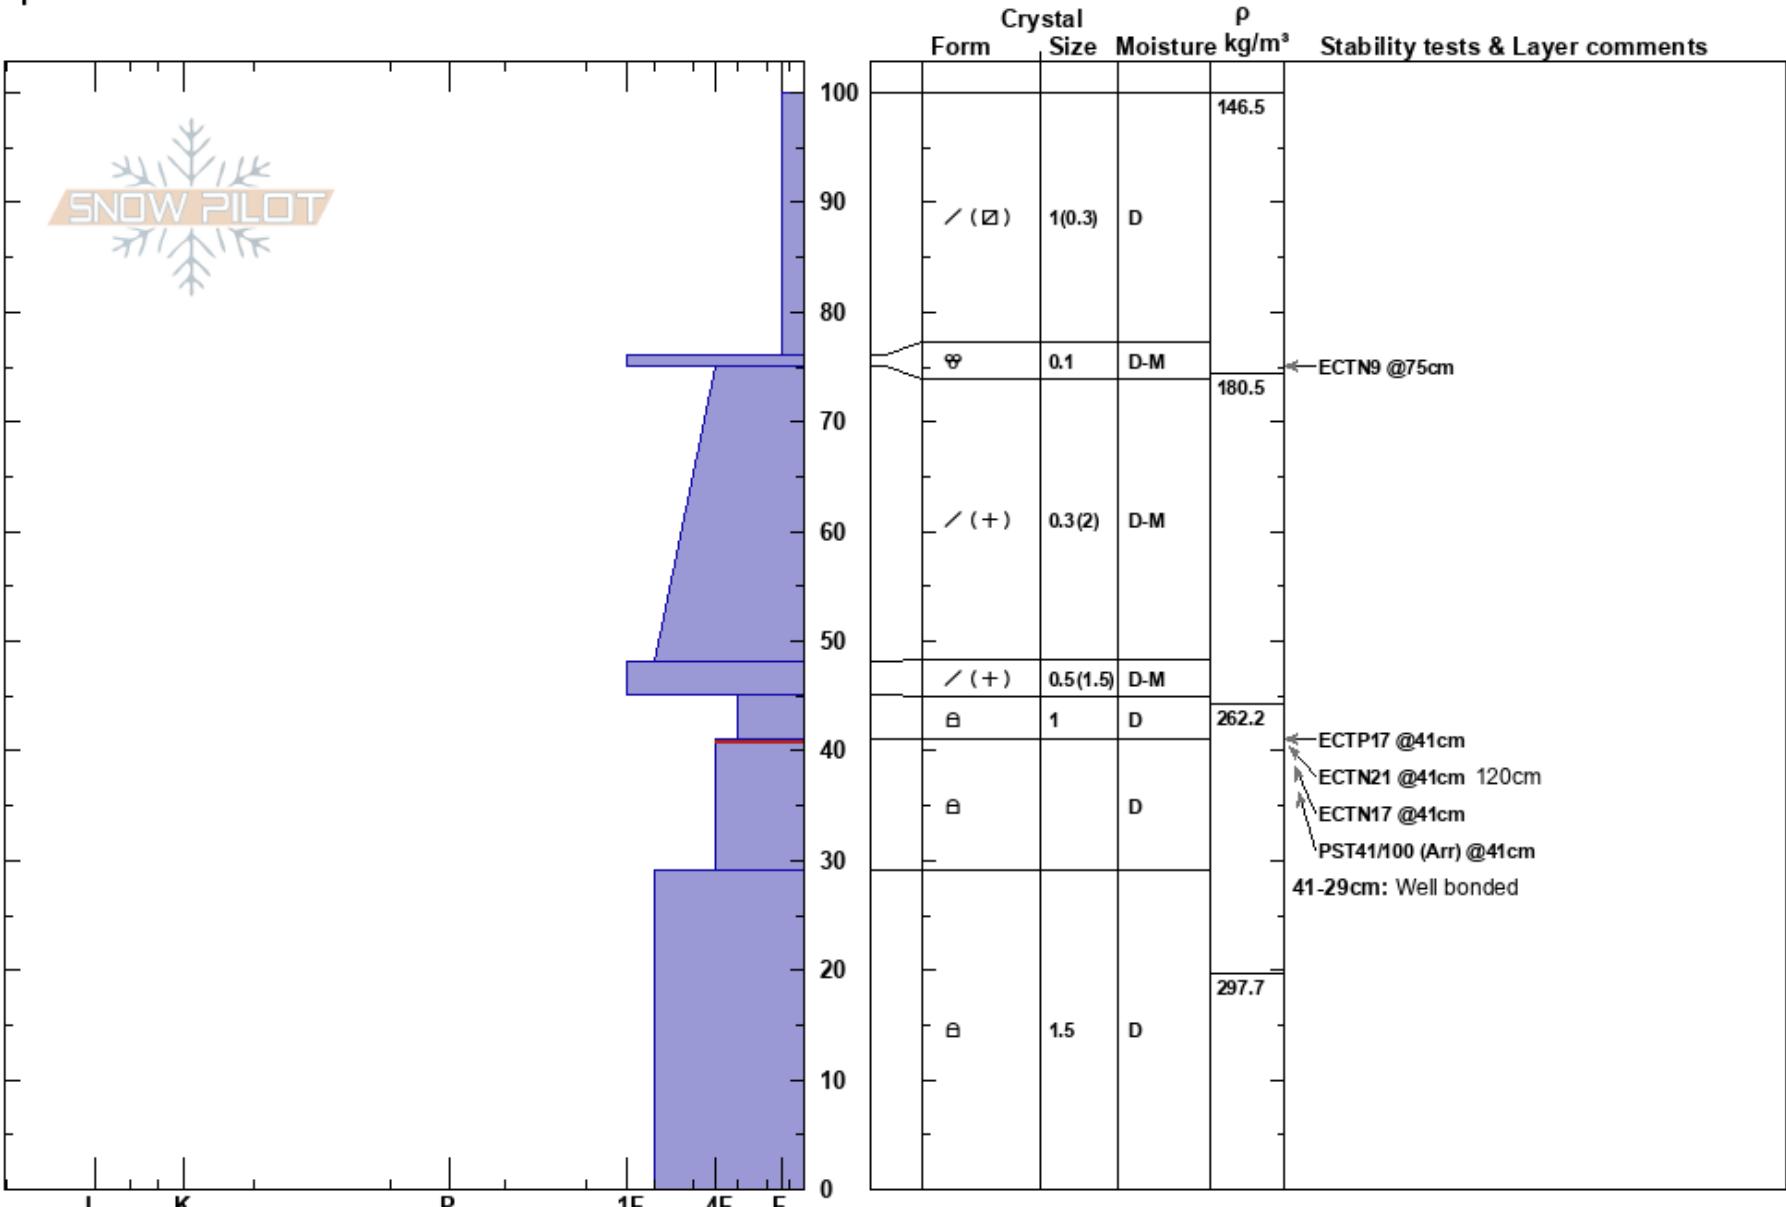 Crystal ρ
Form Size Moisture kg/m³ Stability tests & Layer comments
100 146.5
SNOW PILOT
90
/ ( ) 1(0.3) D
80
0.1 D-M ECTN9 @75cm
180.5
70
60 / (+) 0.3(2) D-M
50
/ (+) 0.5(1.5) D-M
1 D 262.2
40 ECTP17 @41cm
ECTN21 @41cm 120cm
D ECTN17 @41cm
30 PST41/100 (Arr) @41cm
41-29cm: Well bonded
20
297.7
1.5 D
10
0
I K P 1F 4F F